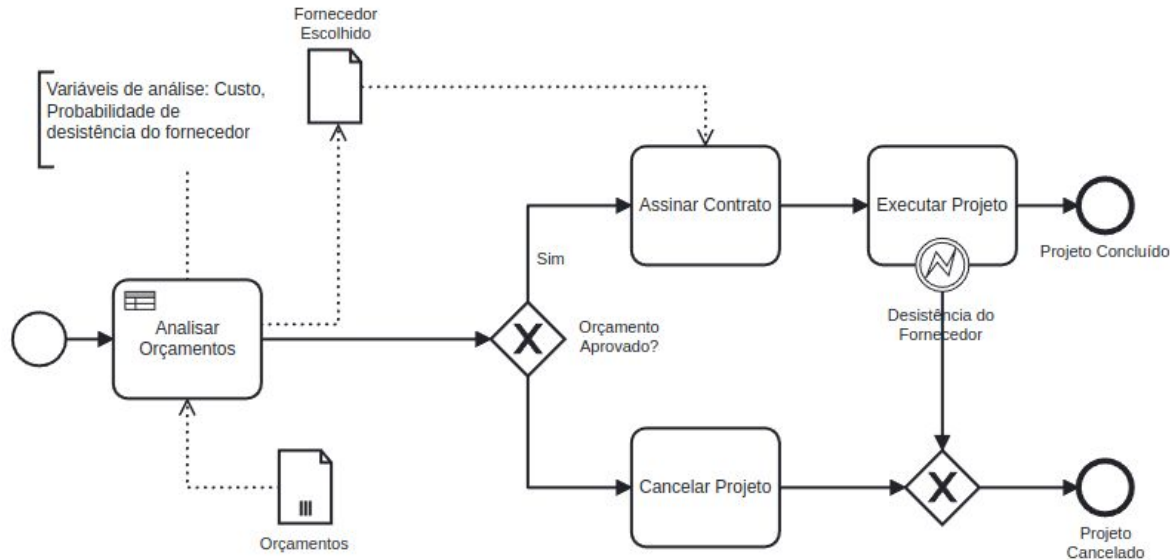 Fornecedor
Escolhido
Variáveis de análise: Custo,
Probabilidade de
desistência do fornecedor
Assinar Contrato
Executar Projeto
Projeto Concluído
Sim
Analisar
Orçamentos
Orçamento
Aprovado?
Desistência do
Fornecedor
Cancelar Projeto
Orçamentos
Projeto
Cancelado